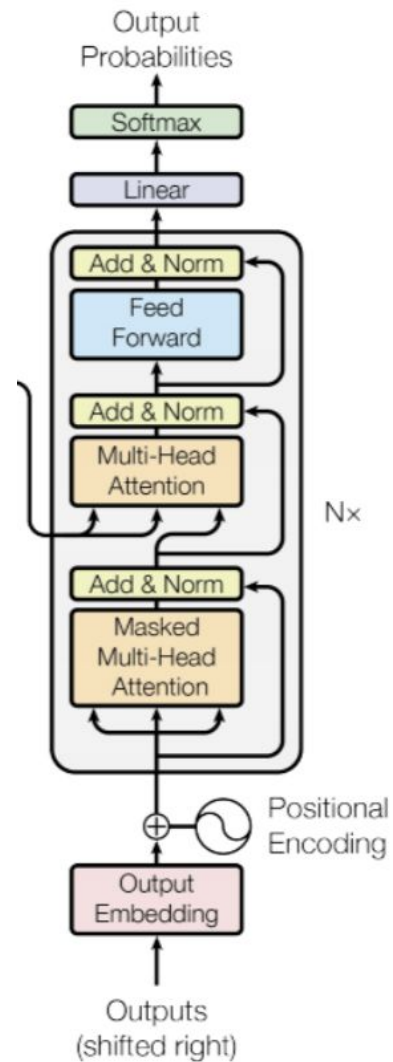 Output
Probabilities
Softmax
Linear
Add & Norm
Feed
Forward
Add & Norm
Multi-Head
Attention
N×
Add & Norm
Masked
Multi-Head
Attention
Positional
Encoding
Output
Embedding
Outputs
(shifted right)